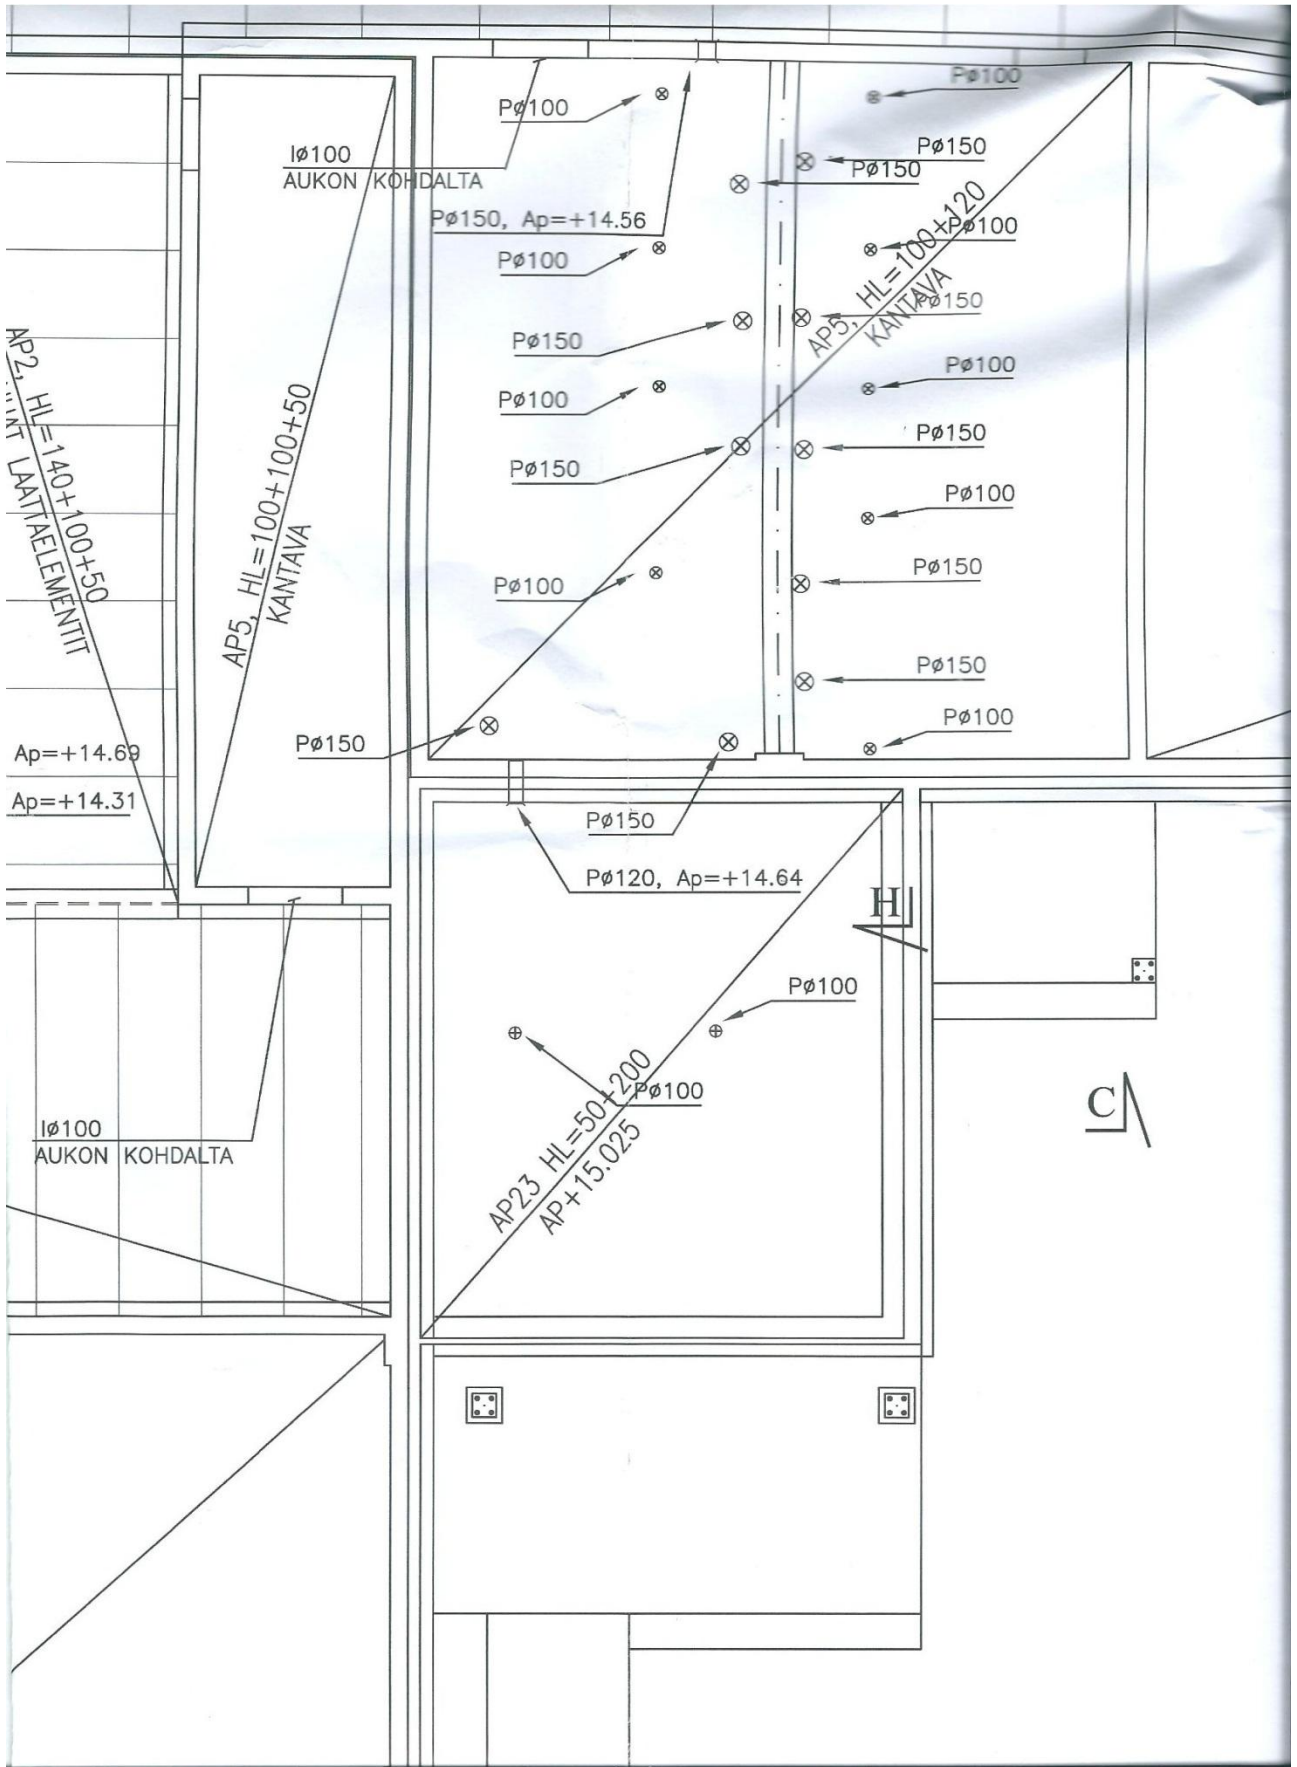 Pø100
Pø100
Iø100
AUKON KOHDALTA
Pø150
Pø150
Pø150, Ap=+14.56
Pø100
Pø100
AP5, HL=100+120
KANTAVA
Pø150
Pø150
Pø100
Pø100
Pø150
Pø150
Pø100
AP2, HL=140+100+50
LAATTAELEMENTIT
AP5, HL=100+100+50
KANTAVA
Pø100
Pø150
Pø150
Pø150
Pø100
Ap=+14.69
Ap=+14.31
Pø150
Pø120, Ap=+14.64
H
Pø100
Pø100
AP23 HL=50+200
AP+15.025
C
Iø100
AUKON KOHDALTA